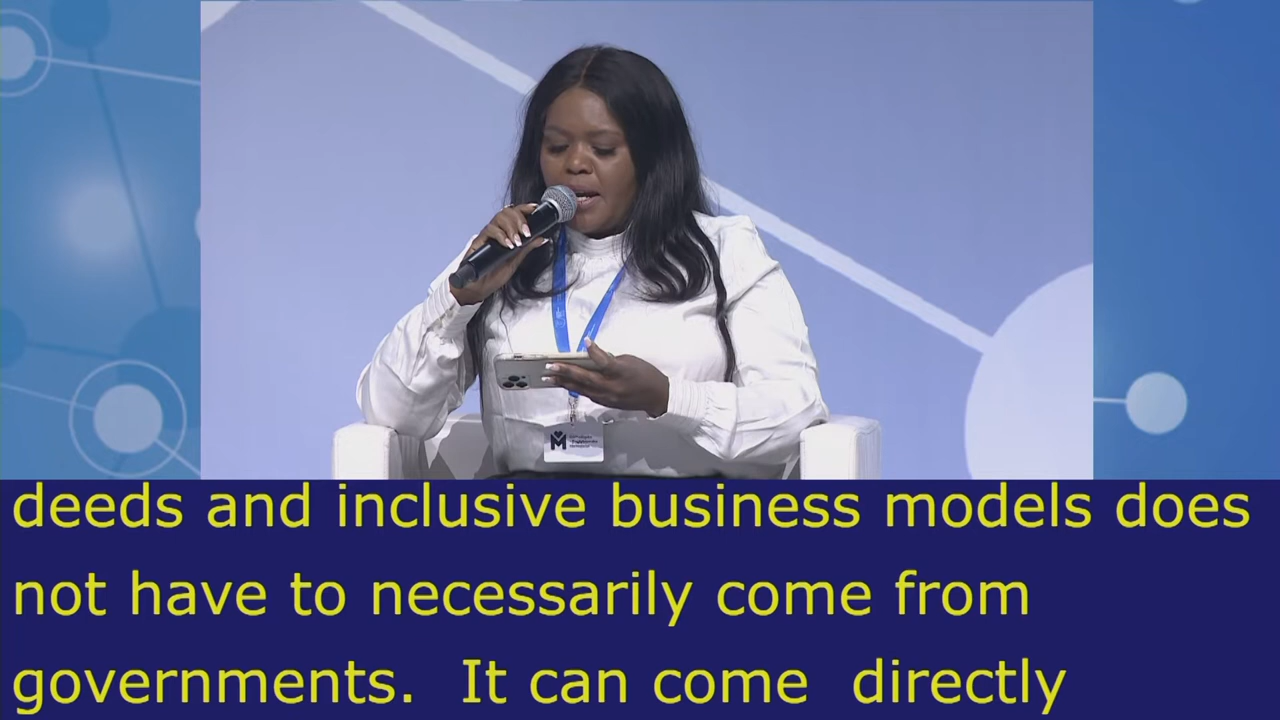 M
deeds and inclusive business models does
not have to necessarily come from
governments. It can come directly